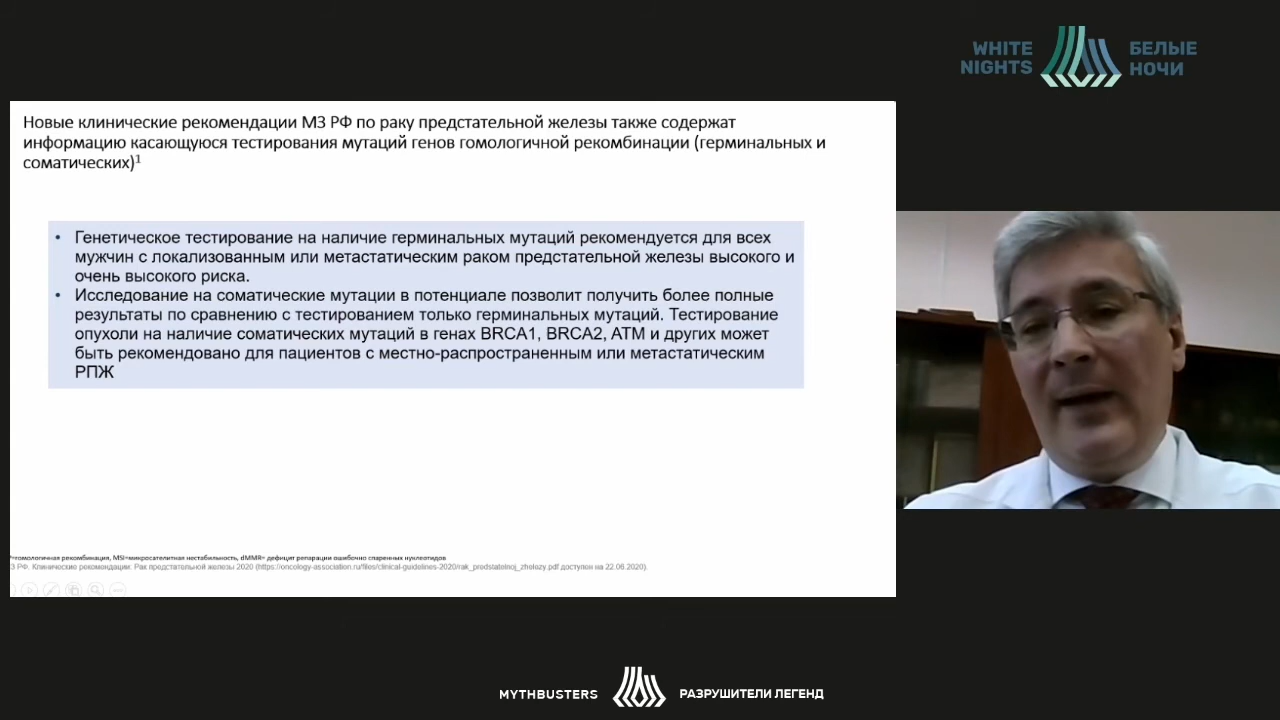 WHITE
NIGHTS
БЕЛЫЕ
НОЧИ
Новые клинические рекомендации МЗ РФ по раку предстательной железы также содержат
информацию касающуюся тестирования мутаций генов гомологичной рекомбинации (герминальных и
соматических)¹
• Генетическое тестирование на наличие герминальных мутаций рекомендуется для всех
мужчин с локализованным или метастатическим раком предстательной железы высокого и
очень высокого риска.
• Исследование на соматические мутации в потенциале позволит получить более полные
результаты по сравнению с тестированием только герминальных мутаций. Тестирование
опухоли на наличие соматических мутаций в генах BRCA1, BRCA2, ATM и других может
быть рекомендовано для пациентов с местно-распространенным или метастатическим
РПЖ
=гомологичная рекомбинация, MSI=микросателитная нестабильность, dMMR= дефицит репарации ошибочно спаренных нуклеотидов
РФ. Клинические рекомендации: Рак предстательной железы 2020 (https://oncology-association.ru/files/clinical-guidelines-2020/rak_predstatelnoj_zhelezy.pdf доступен на 22.06.2020).
MYTHBUSTERS
РАЗРУШИТЕЛИ ЛЕГЕНД